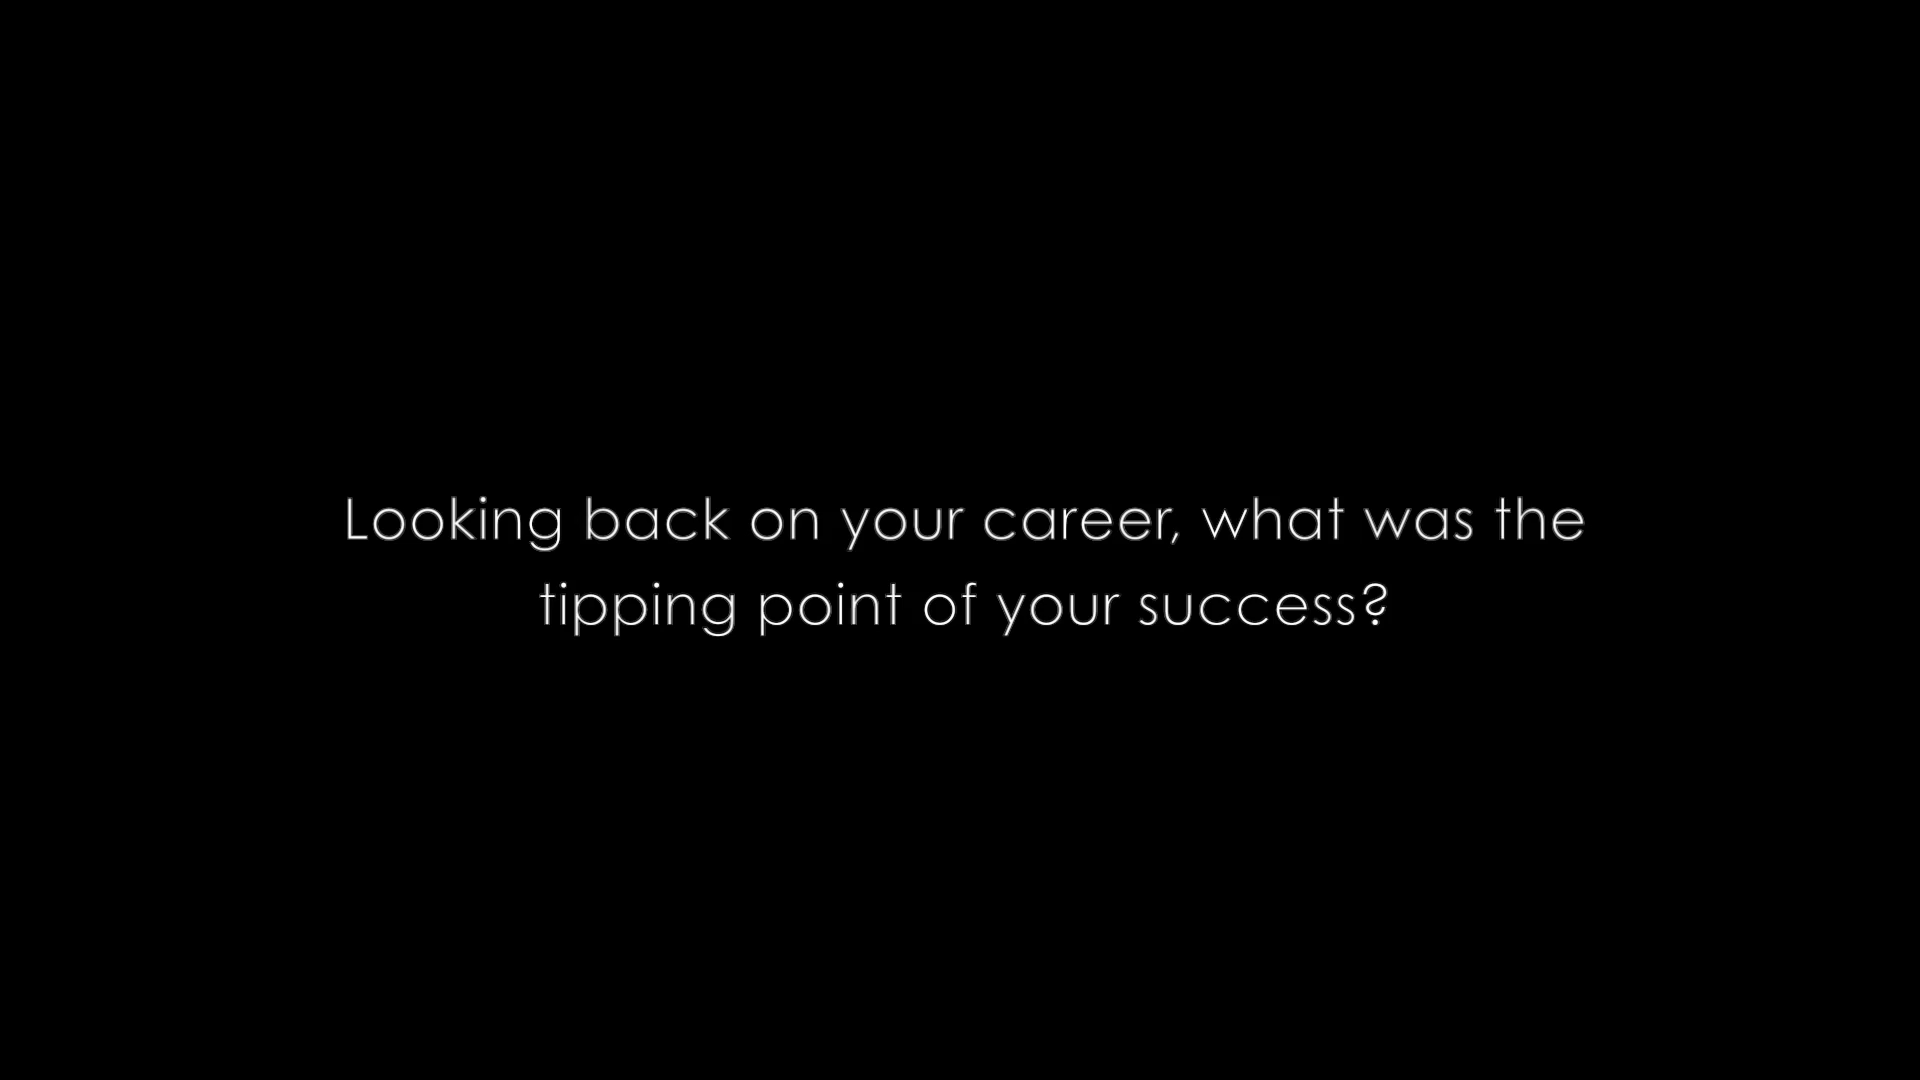 Looking back on your career, what was the
tipping point of your success?